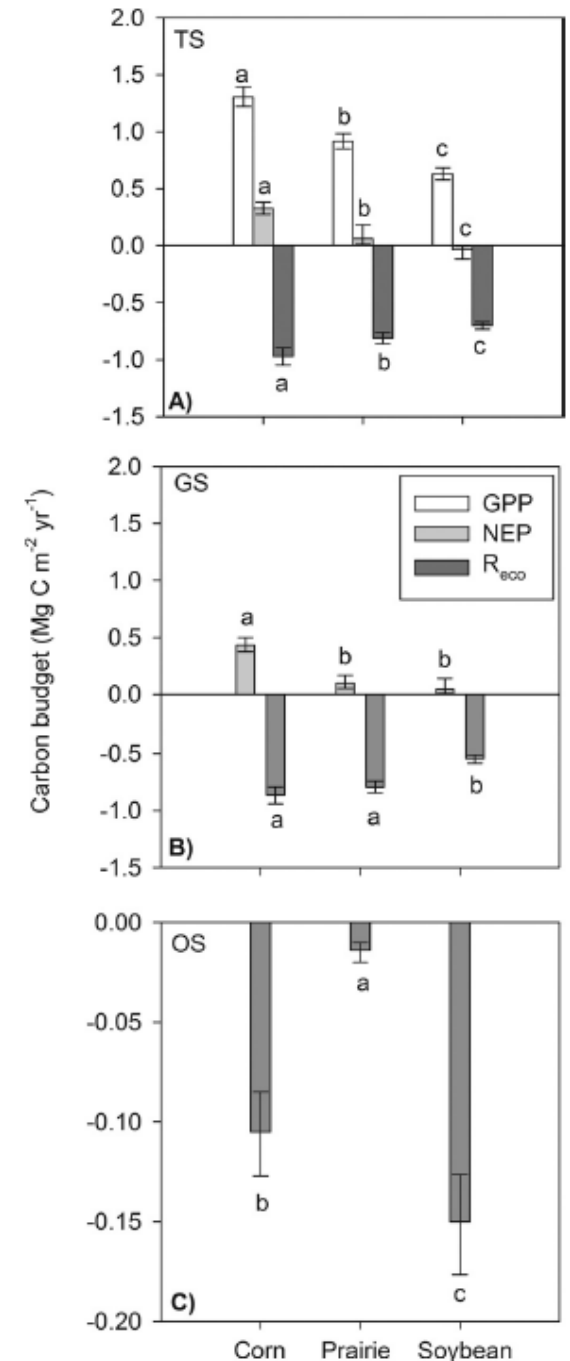 2.0
TS
1.5
a
b
1.0
c
0.5
a
b
c
0.0
-0.5
c
-1.0
b
a
A)
-1.5
Carbon budget (Mg C m⁻² yr⁻¹)
2.0
GS
GPP
1.5
NEP
R_eco
1.0
a
0.5
b
b
0.0
-0.5
b
-1.0
a
a
B)
-1.5
0.00
OS
a
-0.05
-0.10
b
-0.15
c
C)
-0.20
Corn Prairie Soybean